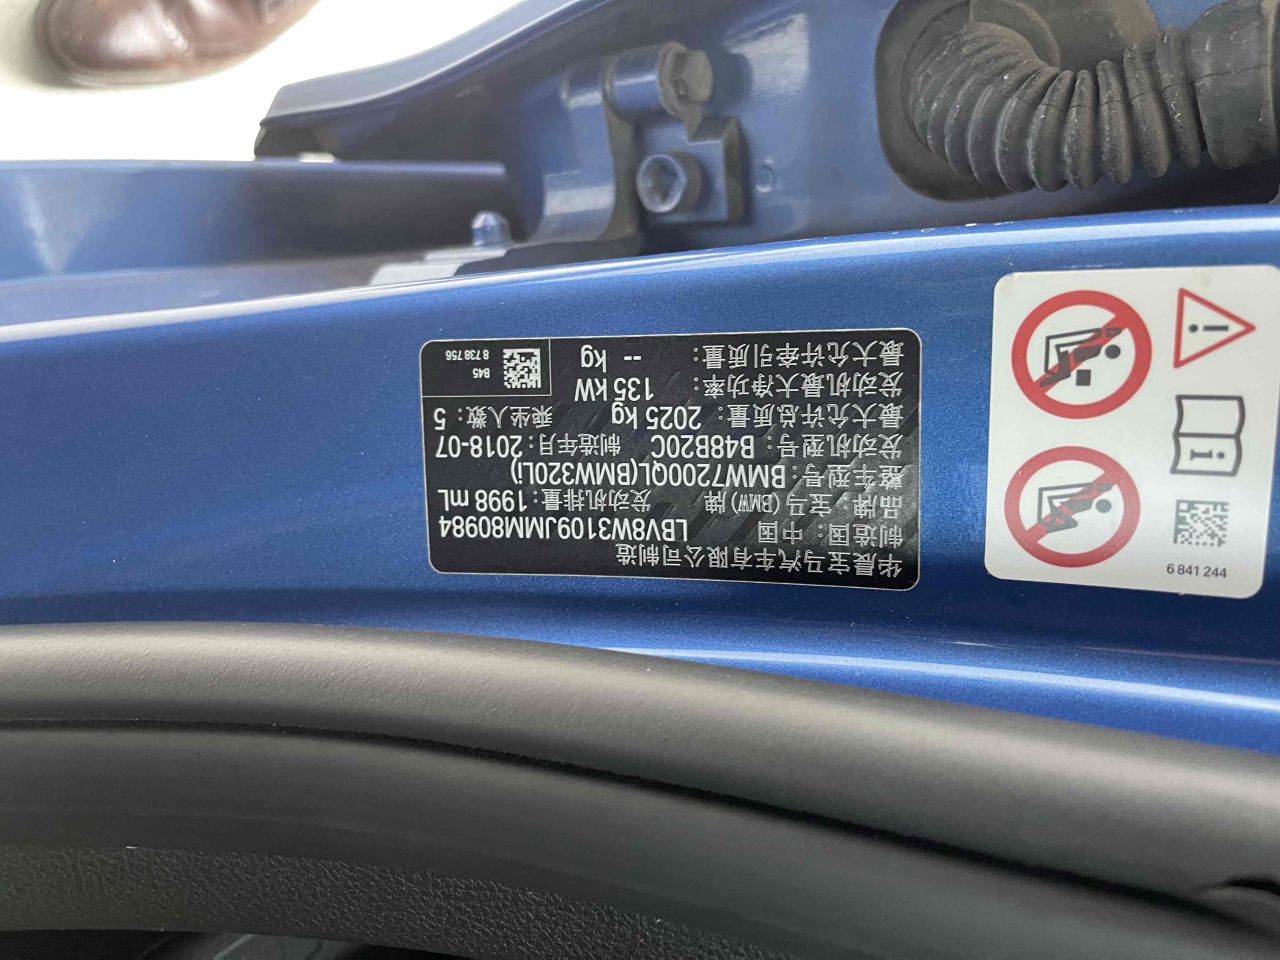 华晨宝马汽车有限公司制造
制造国：中国 LBV8W3109JMM80984
品牌：宝马(BMW)牌 发动机排量：1998 mL
整车型号：BMW7200QL(BMW320Li)
发动机型号：B48B20C 制造年月：2018-07
最大允许总质量：2025 kg 乘坐人数：5
发动机最大净功率：135 kW
最大允许牵引质量：-- kg
B45
8 738 756
6 841 244